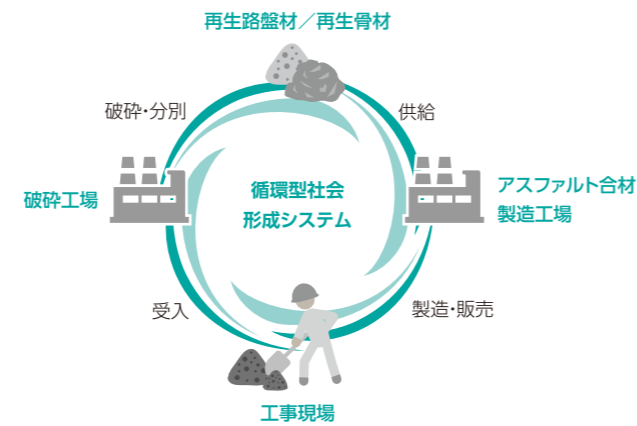 再生路盤材／再生骨材
破砕・分別
供給
破砕工場
循環型社会
形成システム
アスファルト合材
製造工場
受入
製造・販売
工事現場